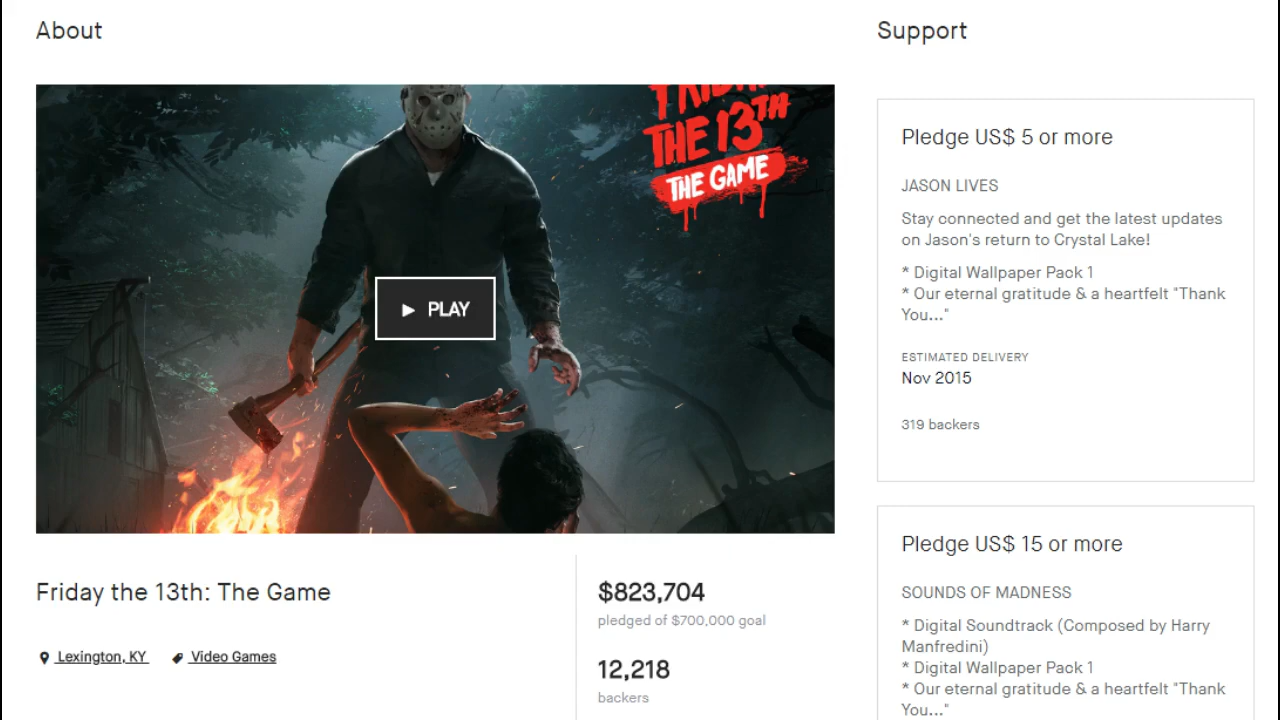 About
Support
FRIDAY
THE 13TH
THE GAME
PLAY
Friday the 13th: The Game
Lexington, KY
Video Games
$823,704
pledged of $700,000 goal
12,218
backers
Pledge US$ 5 or more
JASON LIVES
Stay connected and get the latest updates
on Jason's return to Crystal Lake!
* Digital Wallpaper Pack 1
* Our eternal gratitude & a heartfelt "Thank
You..."
ESTIMATED DELIVERY
Nov 2015
319 backers
Pledge US$ 15 or more
SOUNDS OF MADNESS
* Digital Soundtrack (Composed by Harry
Manfredini)
* Digital Wallpaper Pack 1
* Our eternal gratitude & a heartfelt "Thank
You..."